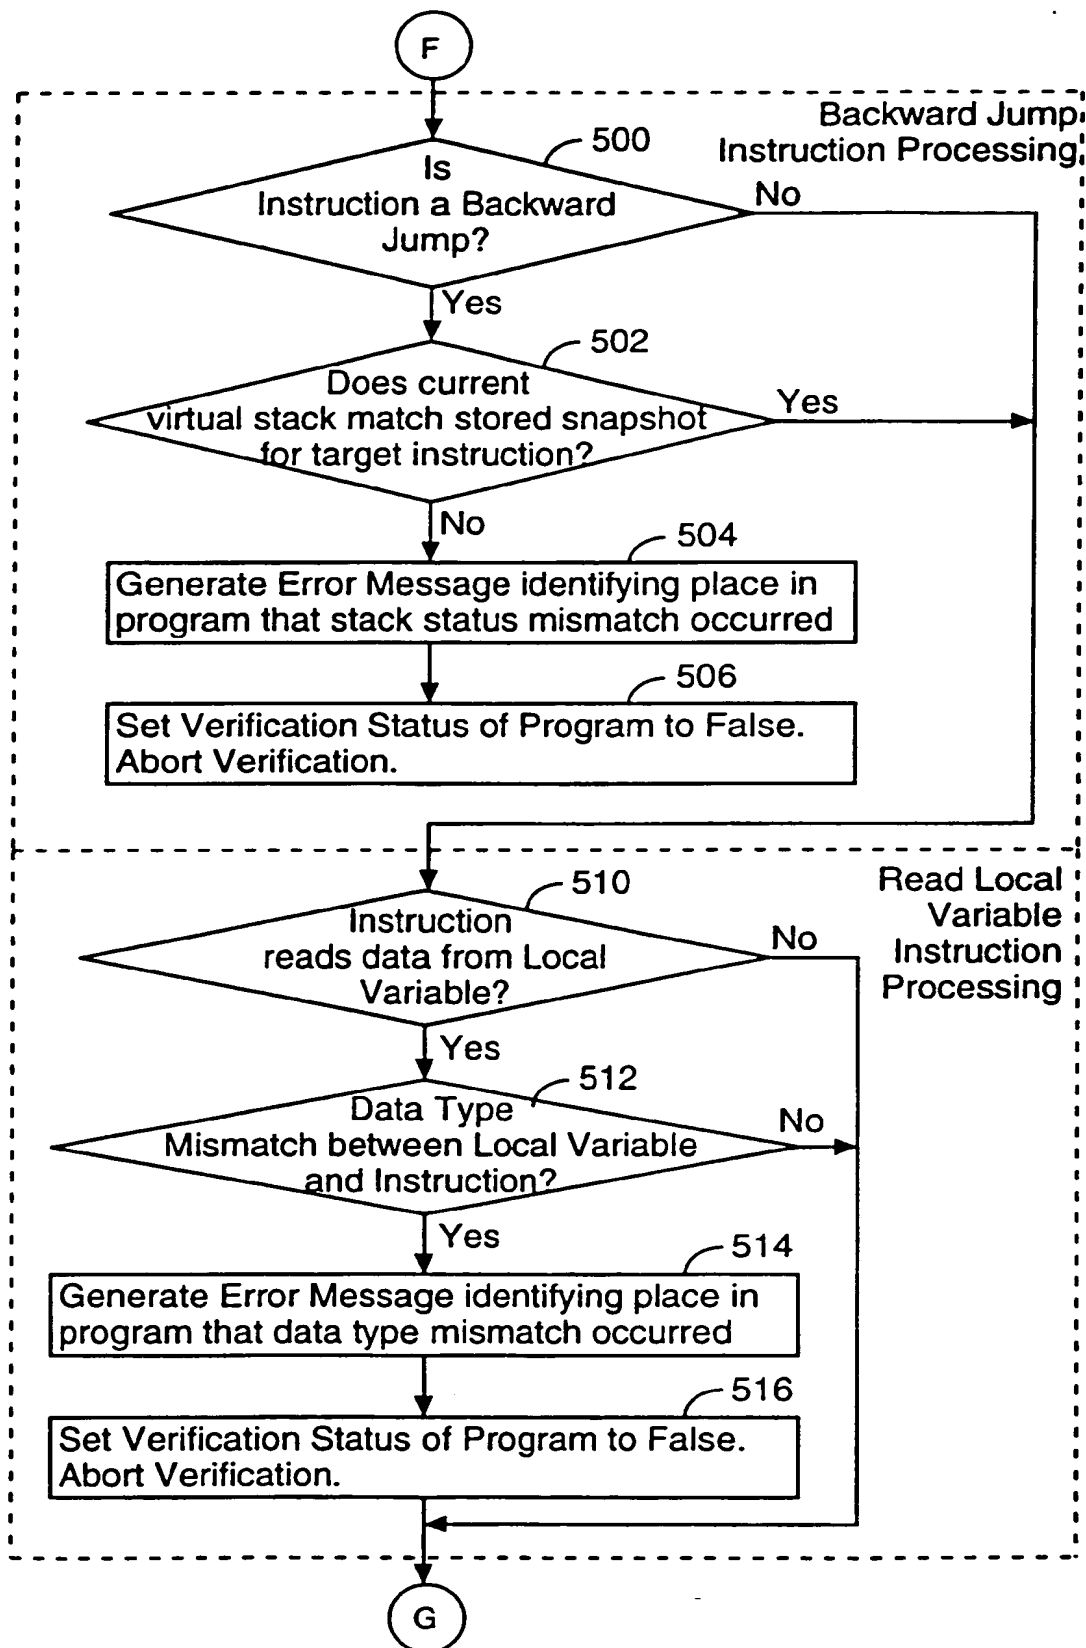 F
Backward Jump
Instruction Processing
500
Is
Instruction a Backward
Jump?
No
Yes
502
Does current
virtual stack match stored snapshot
for target instruction?
Yes
No
504
Generate Error Message identifying place in
program that stack status mismatch occurred
506
Set Verification Status of Program to False.
Abort Verification.
Read Local
Variable
Instruction
Processing
510
Instruction
reads data from Local
Variable?
No
Yes
512
Data Type
Mismatch between Local Variable
and Instruction?
No
Yes
514
Generate Error Message identifying place in
program that data type mismatch occurred
516
Set Verification Status of Program to False.
Abort Verification.
G